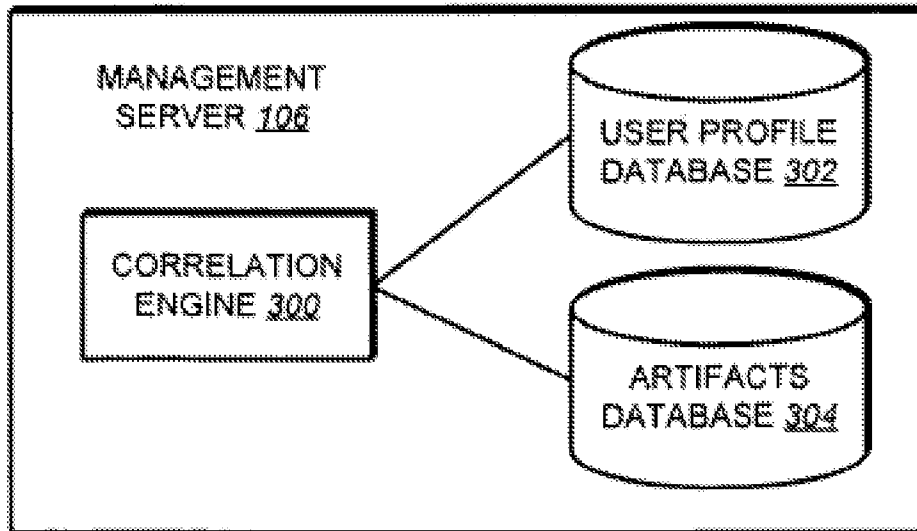 MANAGEMENT
SERVER 106
USER PROFILE
DATABASE 302
CORRELATION
ENGINE 300
ARTIFACTS
DATABASE 304